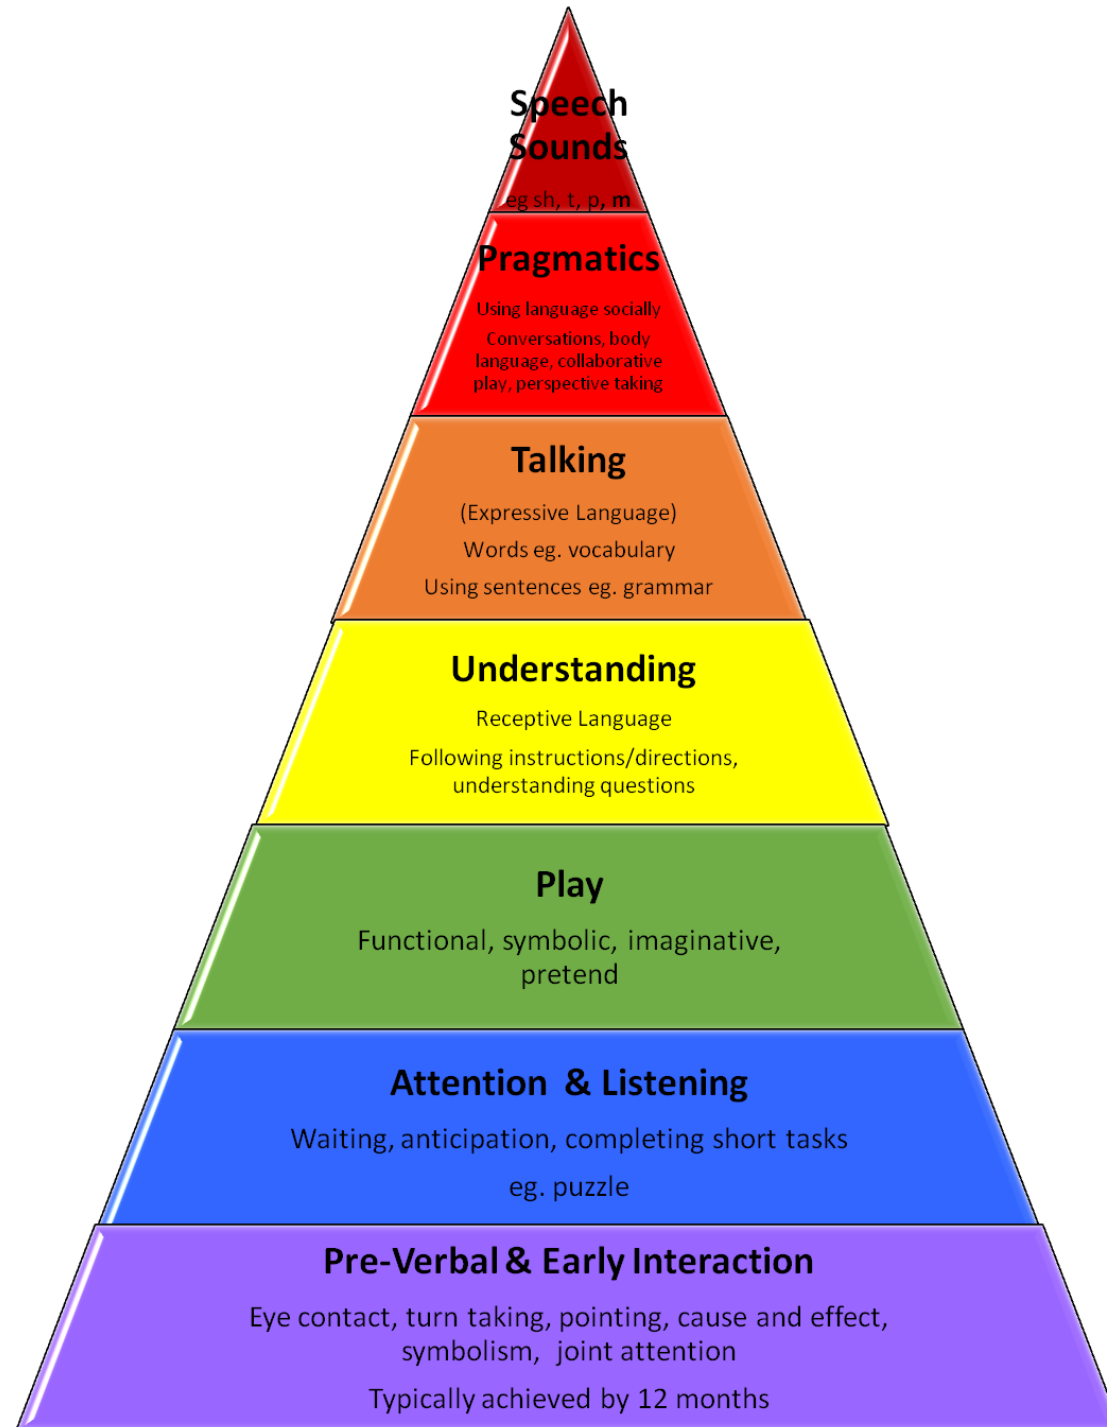 Speech
Sounds
eg sh, t, p, m
Pragmatics
Using language socially
Conversations, body
language, collaborative
play, perspective taking
Talking
(Expressive Language)
Words eg. vocabulary
Using sentences eg. grammar
Understanding
Receptive Language
Following instructions/directions,
understanding questions
Play
Functional, symbolic, imaginative,
pretend
Attention & Listening
Waiting, anticipation, completing short tasks
eg. puzzle
Pre-Verbal & Early Interaction
Eye contact, turn taking, pointing, cause and effect,
symbolism, joint attention
Typically achieved by 12 months